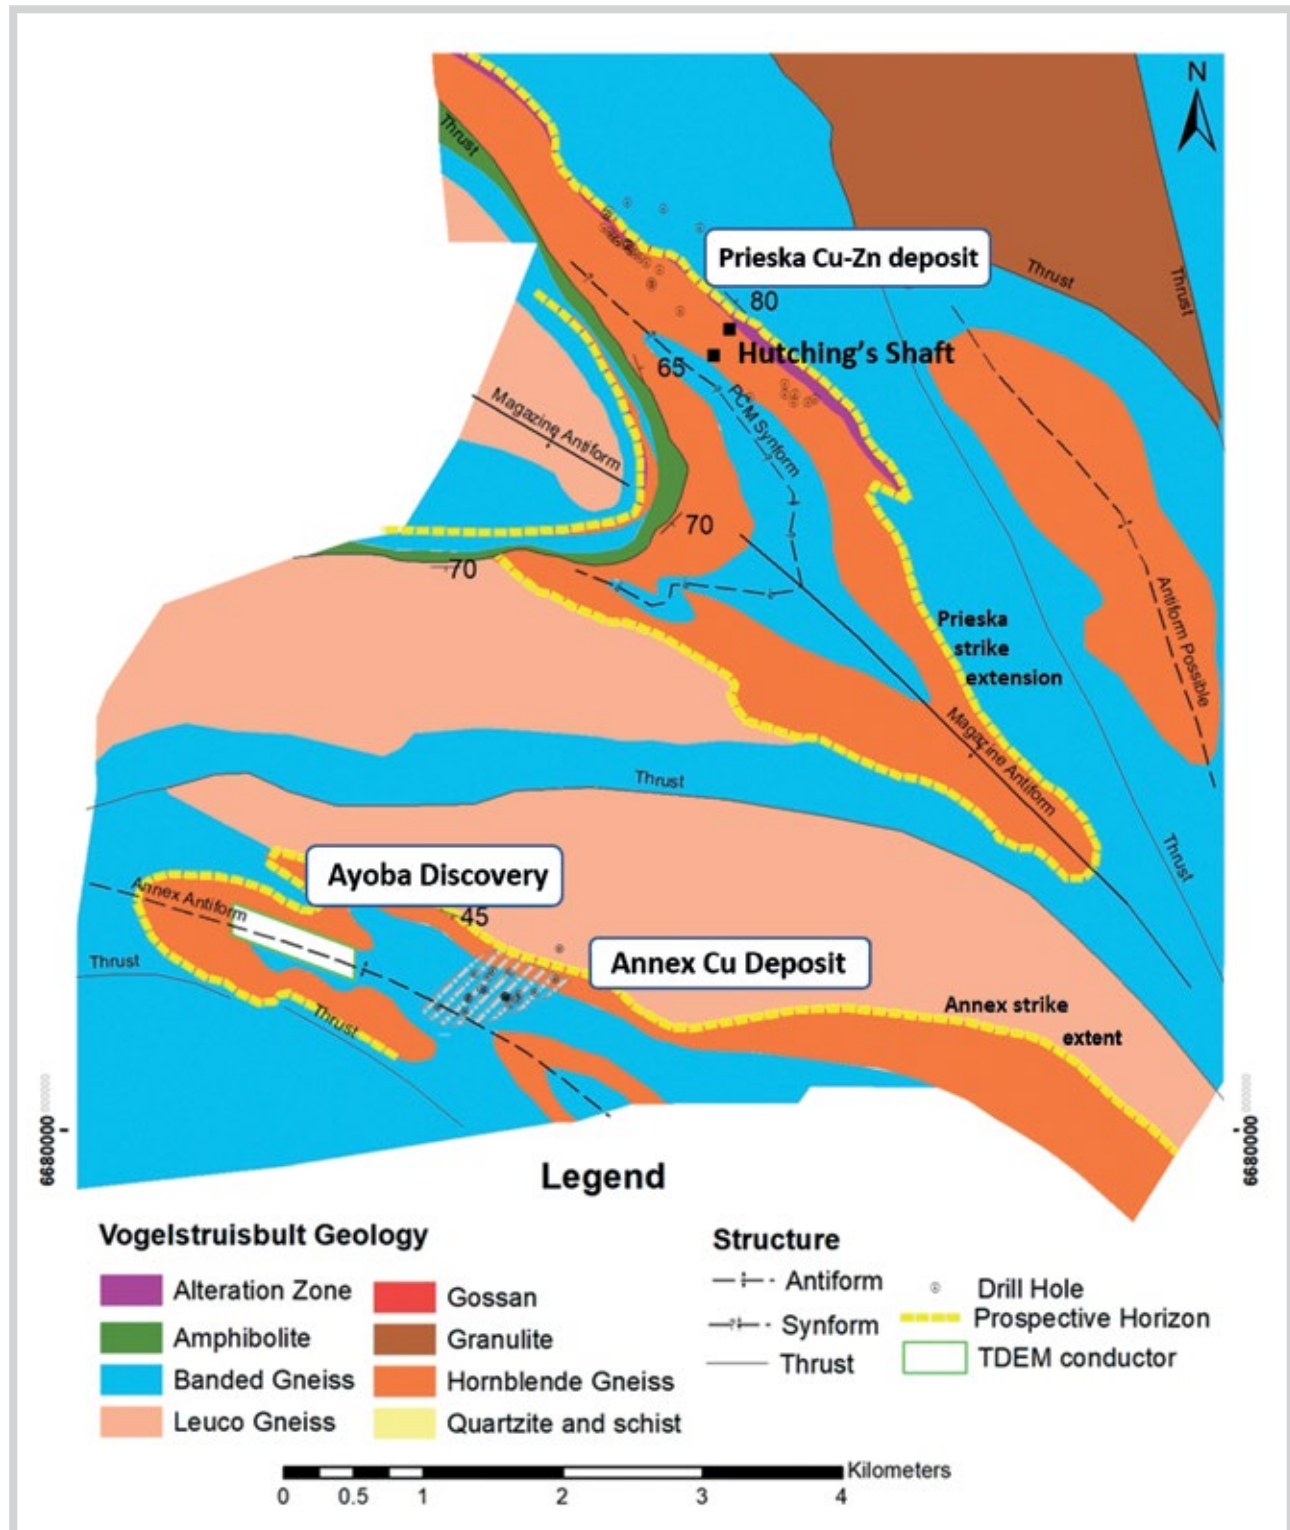 N
Thrust
Prieska Cu-Zn deposit
Thrust
Thrust
80
Hutching's Shaft
65
Magazine Antiform
PCM Synform
70
70
Antiform Possible
Prieska
strike
extension
Magazine Antiform
Thrust
Thrust
Ayoba Discovery
Annex Antiform
45
Thrust
Annex Cu Deposit
Thrust
Annex strike
extent
6680000
000000
6680000
000000
Legend
Vogelstruisbult Geology
Alteration Zone
Amphibolite
Banded Gneiss
Leuco Gneiss
Gossan
Granulite
Hornblende Gneiss
Quartzite and schist
Structure
Antiform
Synform
Thrust
Drill Hole
Prospective Horizon
TDEM conductor
Kilometers
0 0.5 1 2 3 4